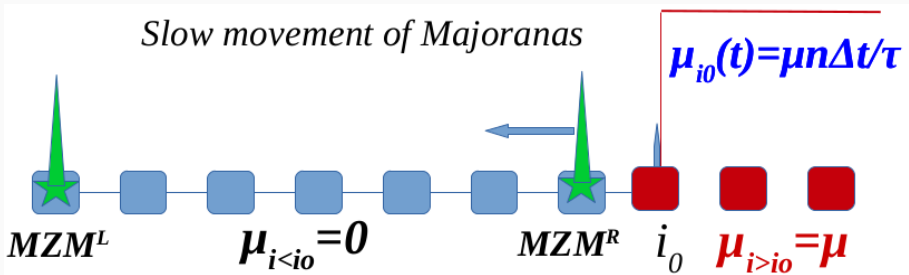 Slow movement of Majoranas
μi0(t)=μnΔt/τ
MZML
μi<io=0
MZMR
i0
μi>io=μ